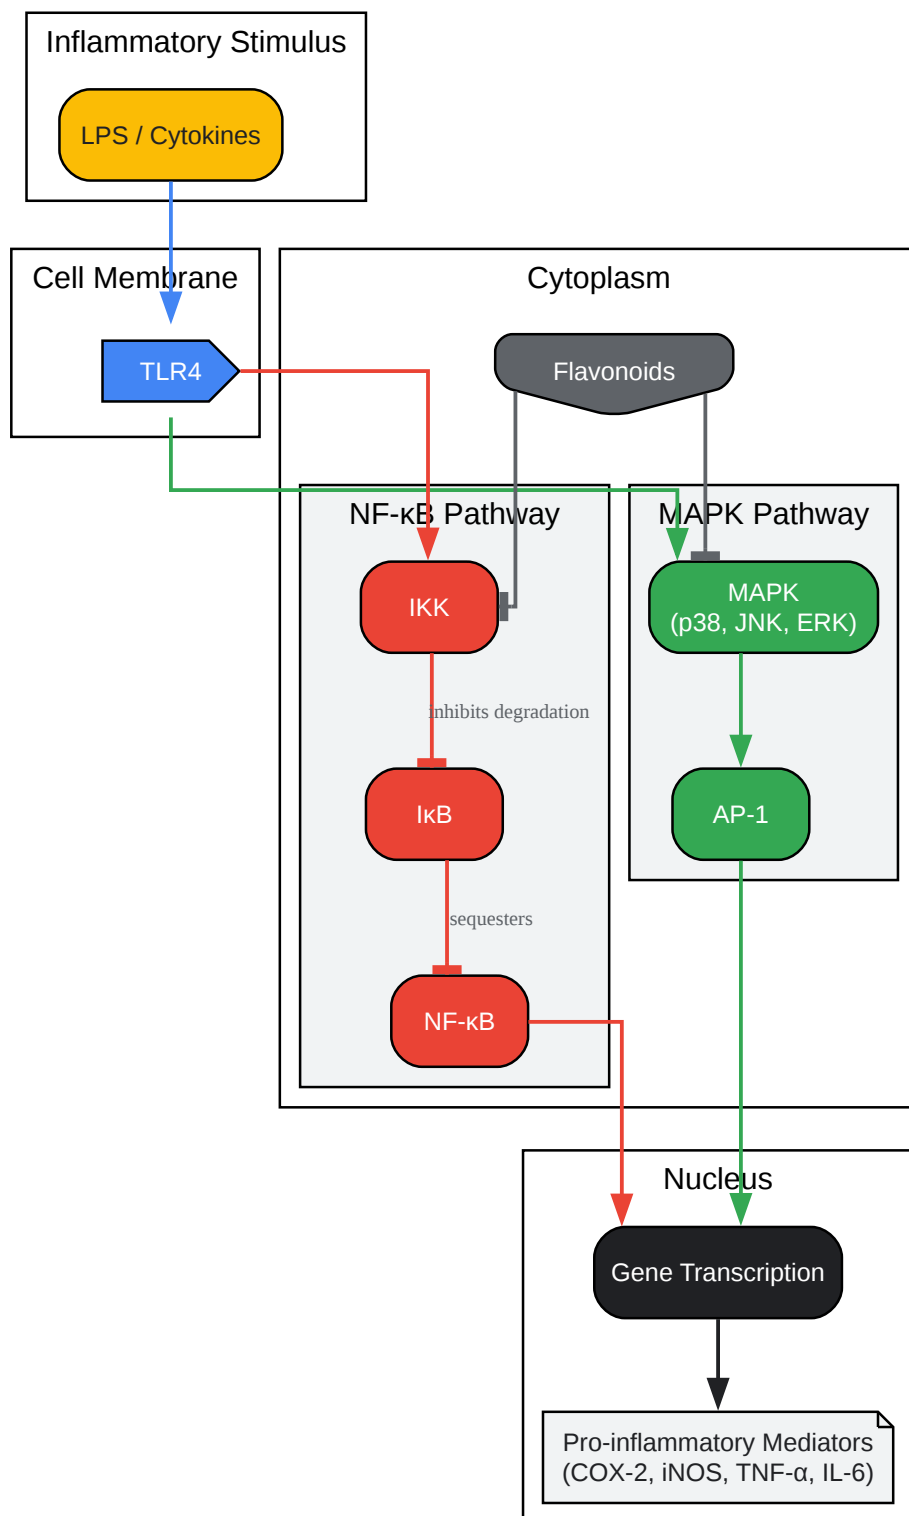 Inflammatory Stimulus
LPS / Cytokines
Cell Membrane
Cytoplasm
TLR4
Flavonoids
NF-κB Pathway
MAPK Pathway
IKK
MAPK
(p38, JNK, ERK)
inhibits degradation
IκB
AP-1
sequesters
NF-κB
Nucleus
Gene Transcription
Pro-inflammatory Mediators
(COX-2, iNOS, TNF-α, IL-6)